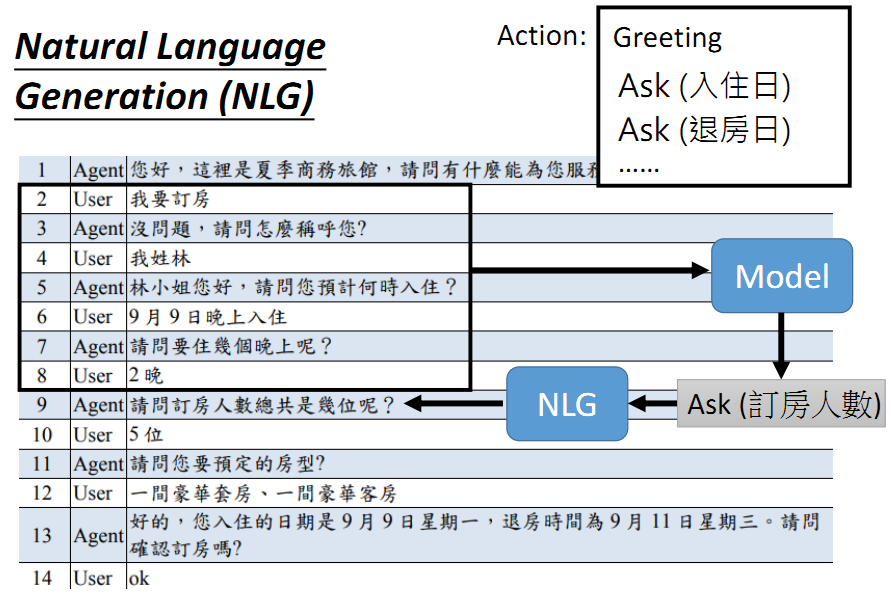 Natural Language
Generation (NLG)
Action:
Greeting
Ask (入住日)
Ask (退房日)
......
1 Agent 您好，這裡是夏季商務旅館，請問有什麼能為您服
2 User 我要訂房
3 Agent 沒問題，請問怎麼稱呼您?
4 User 我姓林
5 Agent 林小姐您好，請問您預計何時入住？
6 User 9 月 9 日晚上入住
7 Agent 請問要住幾個晚上呢？
8 User 2 晚
9 Agent 請問訂房人數總共是幾位呢？
10 User 5 位
11 Agent 請問您要預定的房型?
12 User 一間豪華套房、一間豪華客房
13 Agent 好的，您入住的日期是 9 月 9 日星期一，退房時間為 9 月 11 日星期三。請問
確認訂房嗎?
14 User ok
Model
Ask (訂房人數)
NLG